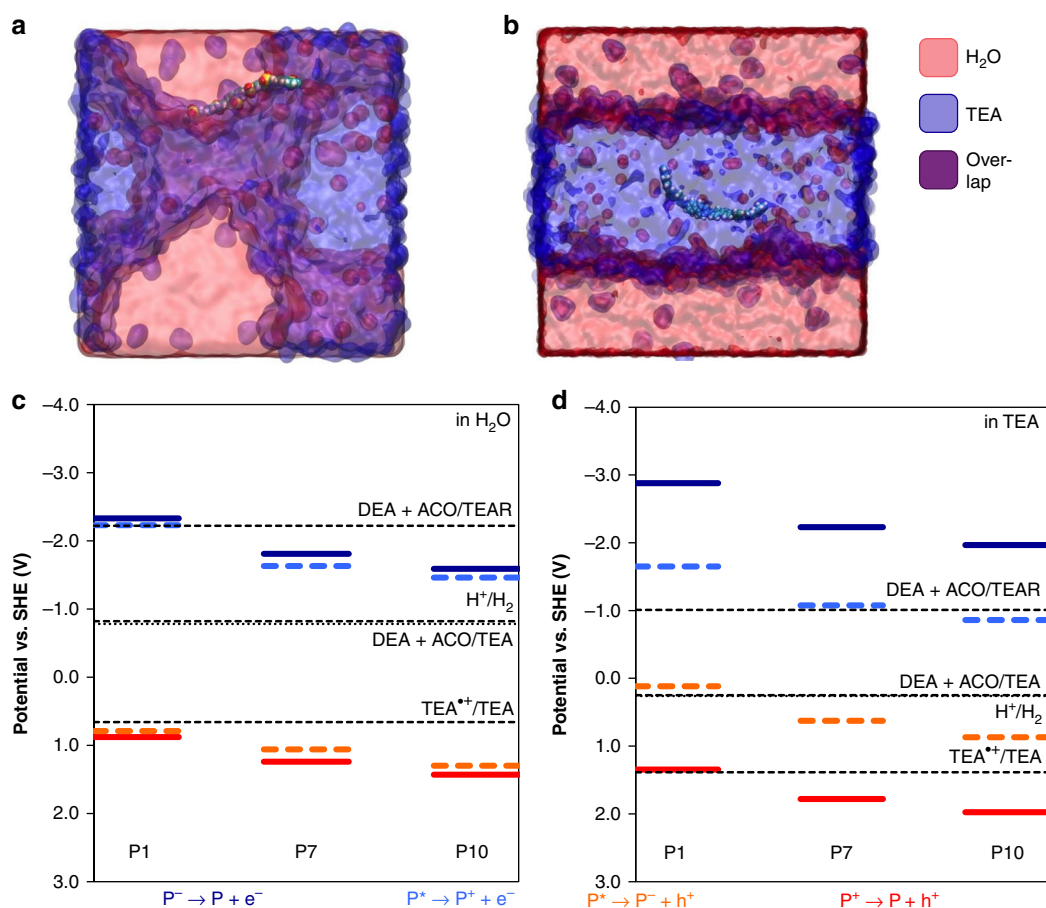 a
b
H₂O
TEA
Over-
lap
c
d
Potential vs. SHE (V)
–4.0
–3.0
–2.0
–1.0
0.0
1.0
2.0
3.0
in H₂O
DEA + ACO/TEAR
H⁺/H₂
DEA + ACO/TEA
TEA•⁺/TEA
P1
P7
P10
Potential vs. SHE (V)
–4.0
–3.0
–2.0
–1.0
0.0
1.0
2.0
3.0
in TEA
DEA + ACO/TEAR
DEA + ACO/TEA
H⁺/H₂
TEA•⁺/TEA
P1
P7
P10
P⁻ → P + e⁻
P* → P⁺ + e⁻
P* → P⁻ + h⁺
P⁺ → P + h⁺